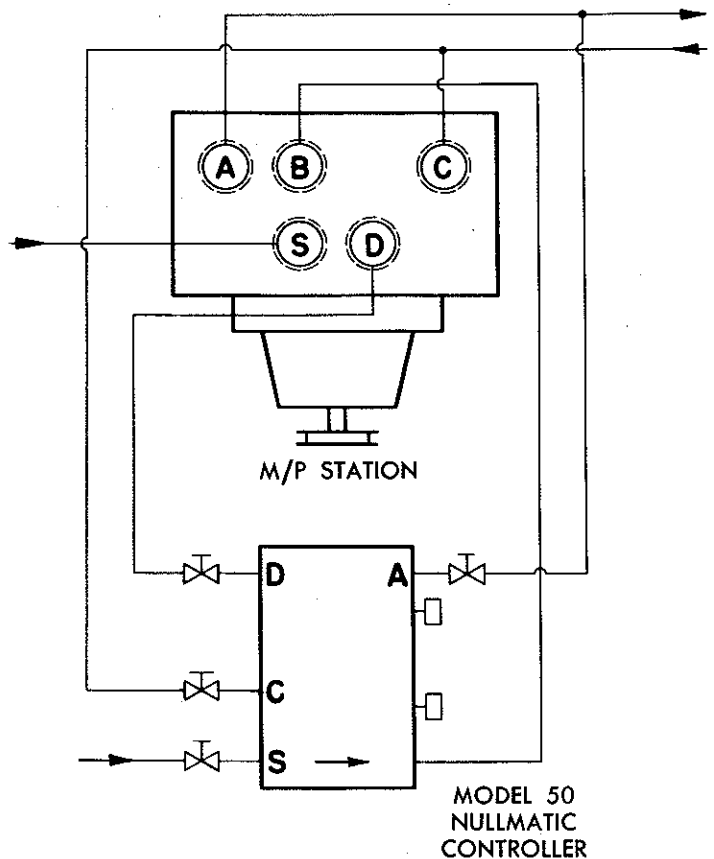 A B C
S D
M/P STATION
D A
C
S
MODEL 50
NULLMATIC
CONTROLLER